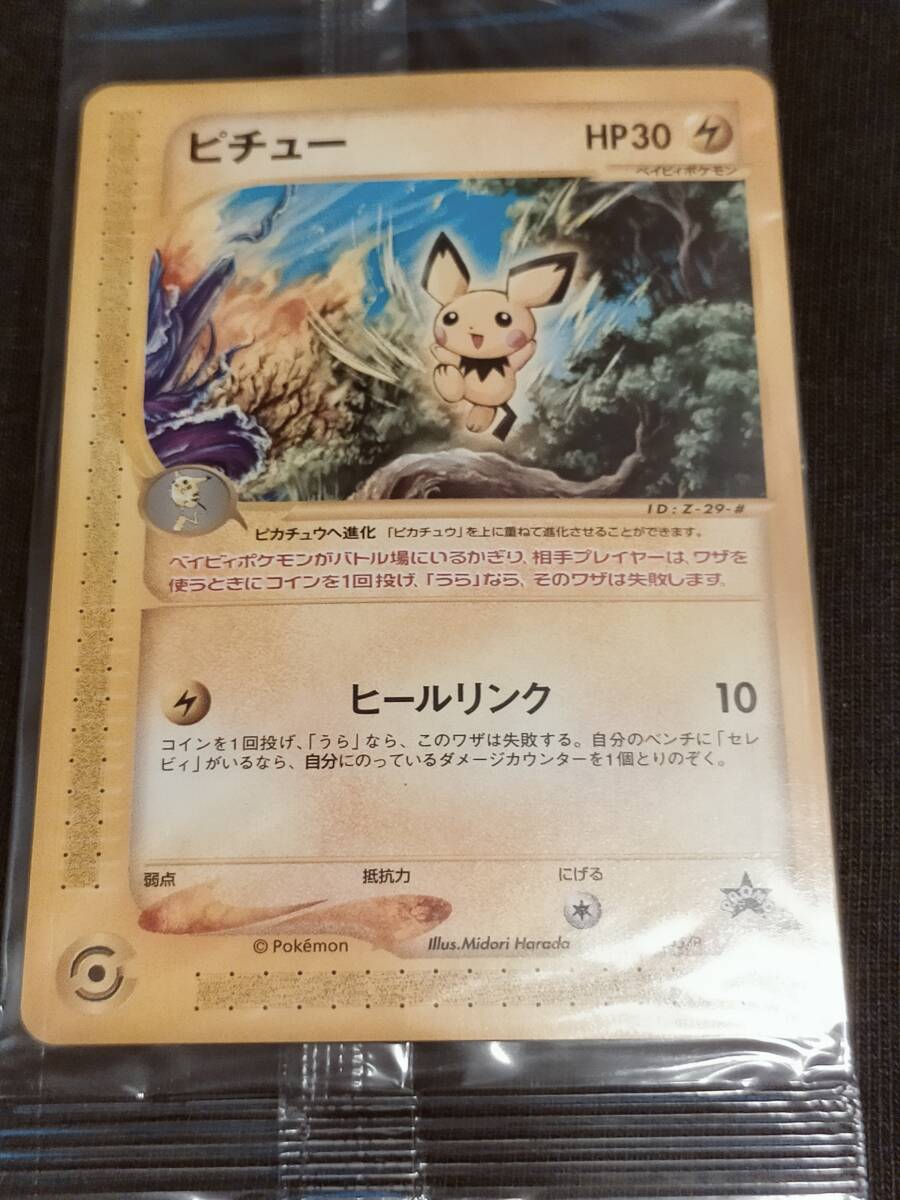 ピチュー
HP30
ベイビィポケモン
ID:Z-29-#
ピカチュウへ進化 「ピカチュウ」を上に重ねて進化させることができます。
ベイビィポケモンがバトル場にいるかぎり、相手プレイヤーは、ワザを
使うときにコインを1回投げ、「うら」なら、そのワザは失敗します。
ヒールリンク 10
コインを1回投げ、「うら」なら、このワザは失敗する。自分のベンチに「セレ
ビィ」がいるなら、自分にのっているダメージカウンターを1個とりのぞく。
弱点 抵抗力 にげる
© Pokémon Illus.Midori Harada